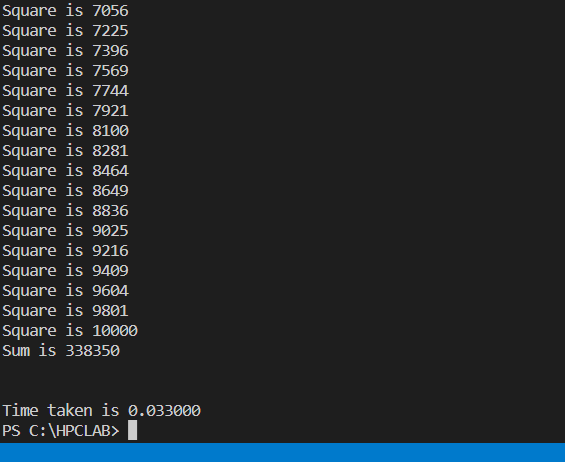 Square is 7056
Square is 7225
Square is 7396
Square is 7569
Square is 7744
Square is 7921
Square is 8100
Square is 8281
Square is 8464
Square is 8649
Square is 8836
Square is 9025
Square is 9216
Square is 9409
Square is 9604
Square is 9801
Square is 10000
Sum is 338350
Time taken is 0.033000
PS C:\HPCLAB>